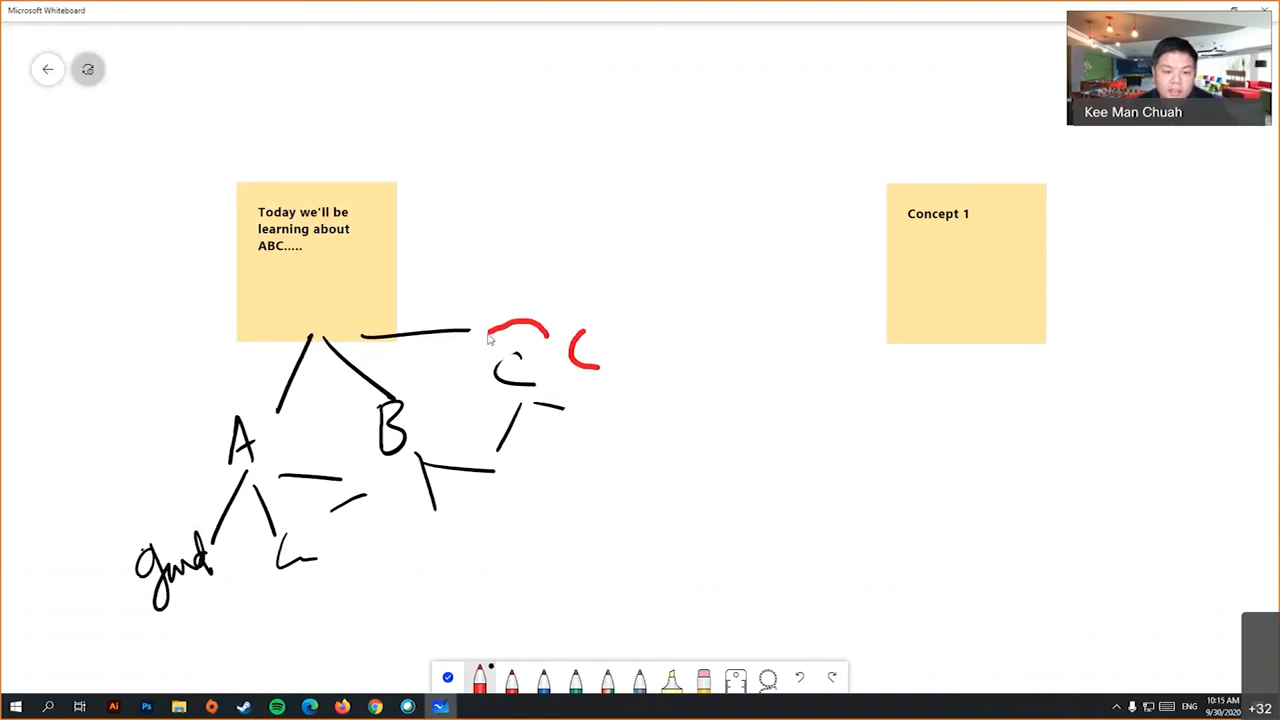 Microsoft Whiteboard
Kee Man Chuah
Today we'll be
learning about
ABC.....
Concept 1
C
C
A
B
ENG
10:15 AM
9/30/2020
+32